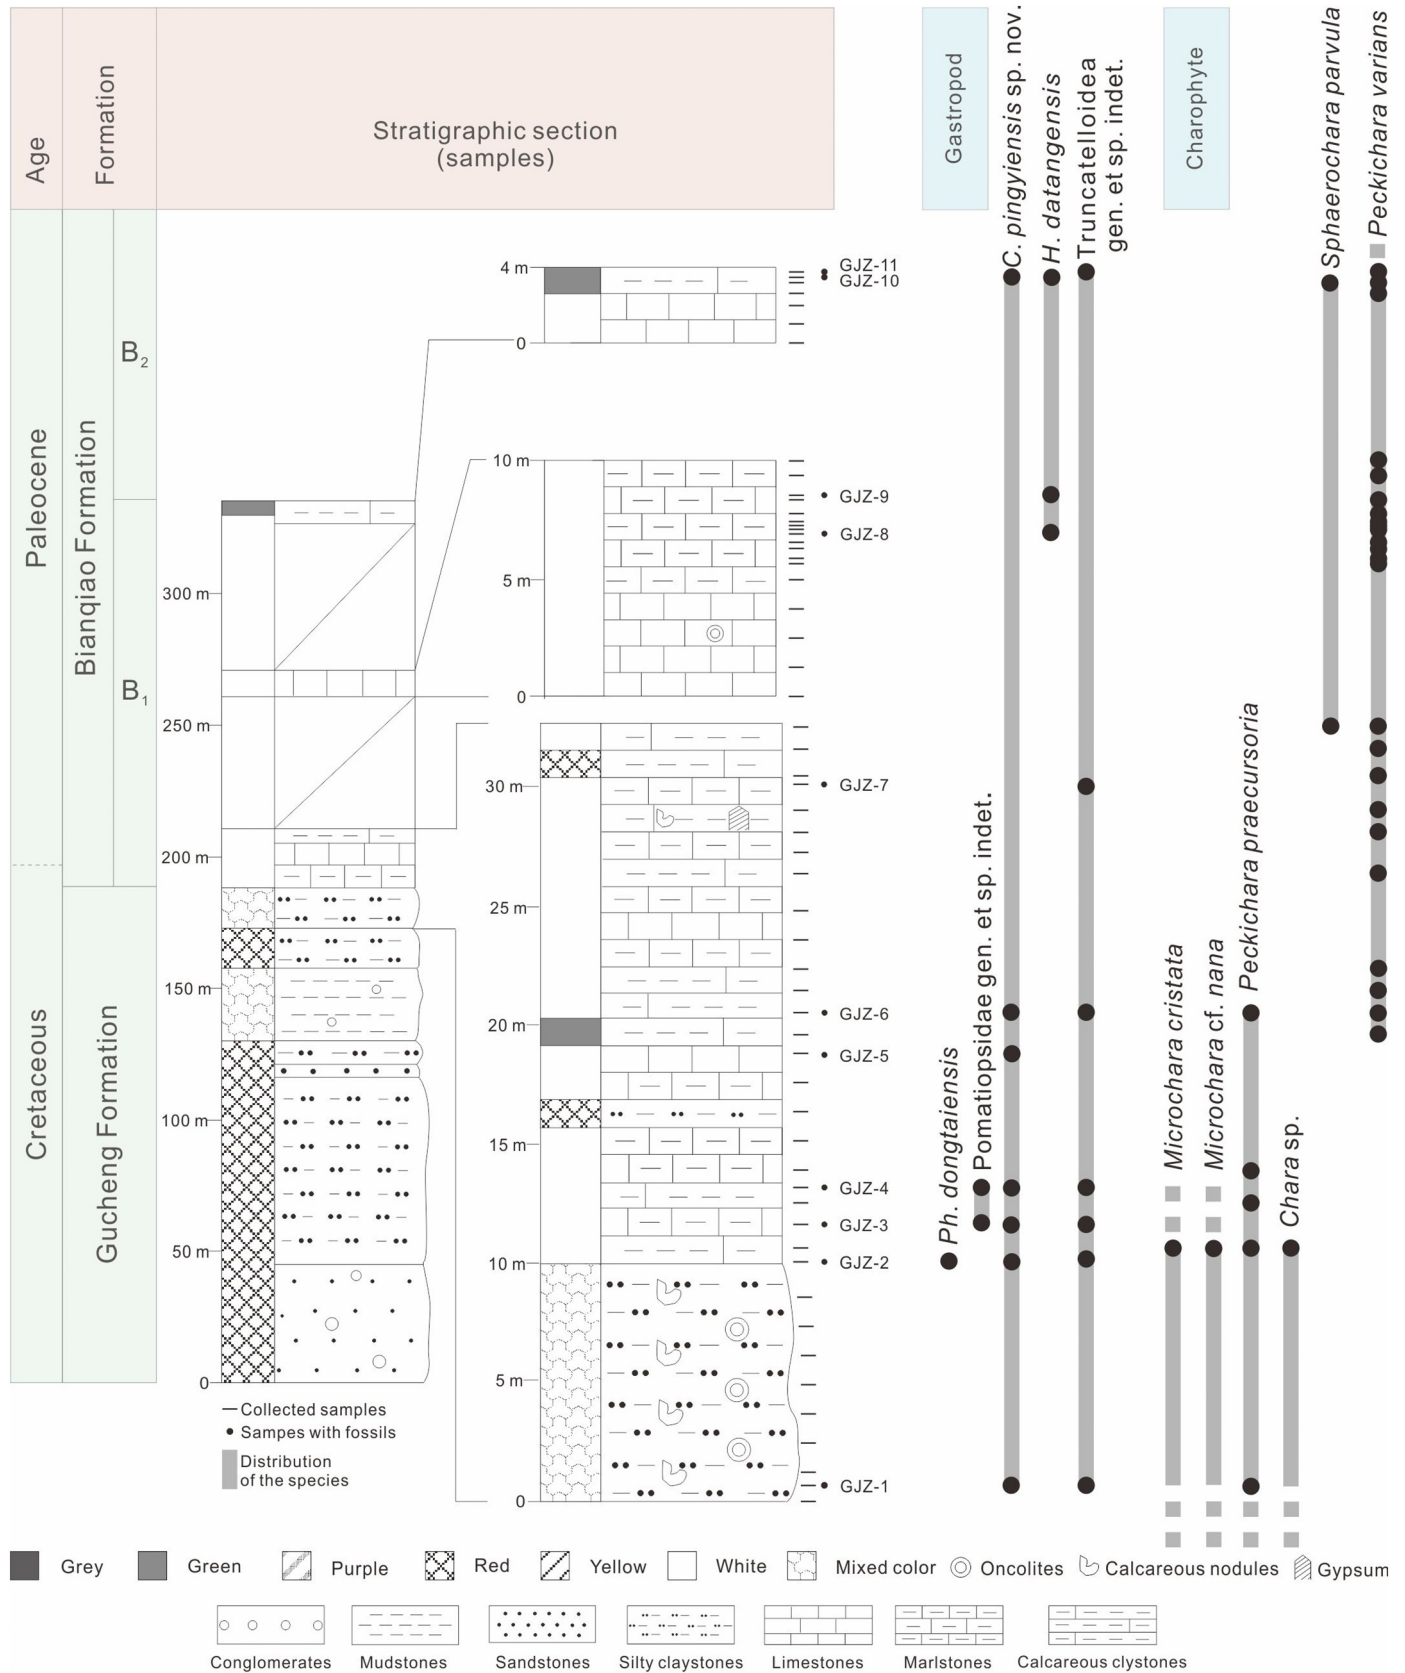 Age
Formation
Stratigraphic section
(samples)
Gastropod
C. pingyiensis sp. nov.
H. datangensis
Truncatelloidea
gen. et sp. indet.
Charophyte
Sphaerochara parvula
Peckichara varians
Paleocene
Cretaceous
Bianqiao Formation
Gucheng Formation
B2
B1
4 m
0
GJZ-11
GJZ-10
10 m
5 m
0
GJZ-9
GJZ-8
300 m
250 m
200 m
150 m
100 m
50 m
0
30 m
25 m
20 m
15 m
10 m
5 m
0
GJZ-7
GJZ-6
GJZ-5
GJZ-4
GJZ-3
GJZ-2
GJZ-1
Ph. dongtaiensis
Pomatiopsidae gen. et sp. indet.
Microchara cristata
Microchara cf. nana
Peckichara praecursoria
Chara sp.
Collected samples
Sampes with fossils
Distribution
of the species
Grey
Green
Purple
Red
Yellow
White
Mixed color
Oncolites
Calcareous nodules
Gypsum
Conglomerates
Mudstones
Sandstones
Silty claystones
Limestones
Marlstones
Calcareous clystones